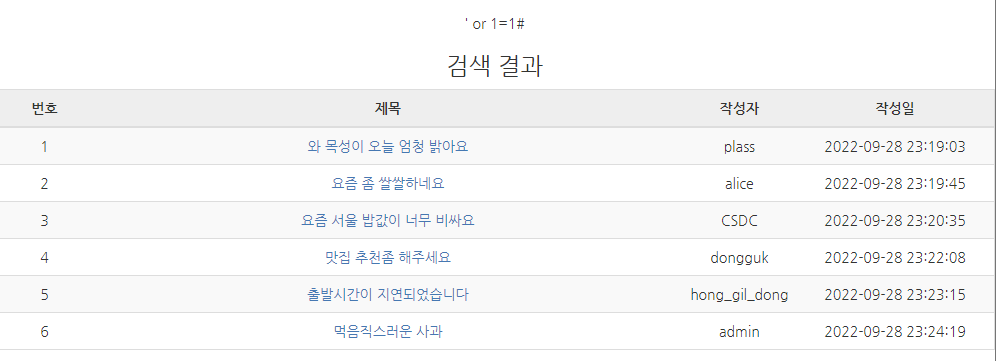 ' or 1=1#
검색 결과
번호 제목 작성자 작성일
1 와 목성이 오늘 엄청 밝아요 plass 2022-09-28 23:19:03
2 요즘 좀 쌀쌀하네요 alice 2022-09-28 23:19:45
3 요즘 서울 밥값이 너무 비싸요 CSDC 2022-09-28 23:20:35
4 맛집 추천좀 해주세요 dongguk 2022-09-28 23:22:08
5 출발시간이 지연되었습니다 hong_gil_dong 2022-09-28 23:23:15
6 먹음직스러운 사과 admin 2022-09-28 23:24:19